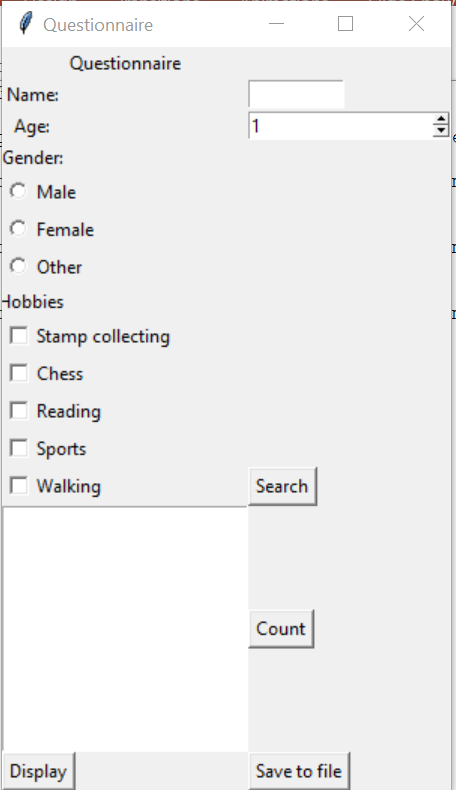 Questionnaire
Questionnaire
Name:
Age: 1
Gender:
Male
Female
Other
Hobbies
Stamp collecting
Chess
Reading
Sports
Walking Search
Count
Display Save to file